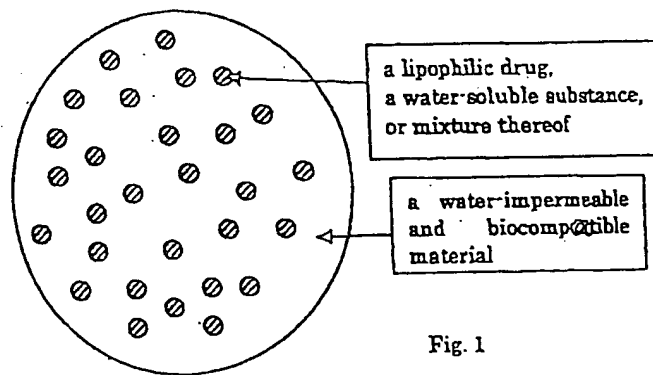 a lipophilic drug,
a water-soluble substance,
or mixture thereof
a water-impermeable
and biocompatible
material
Fig. 1